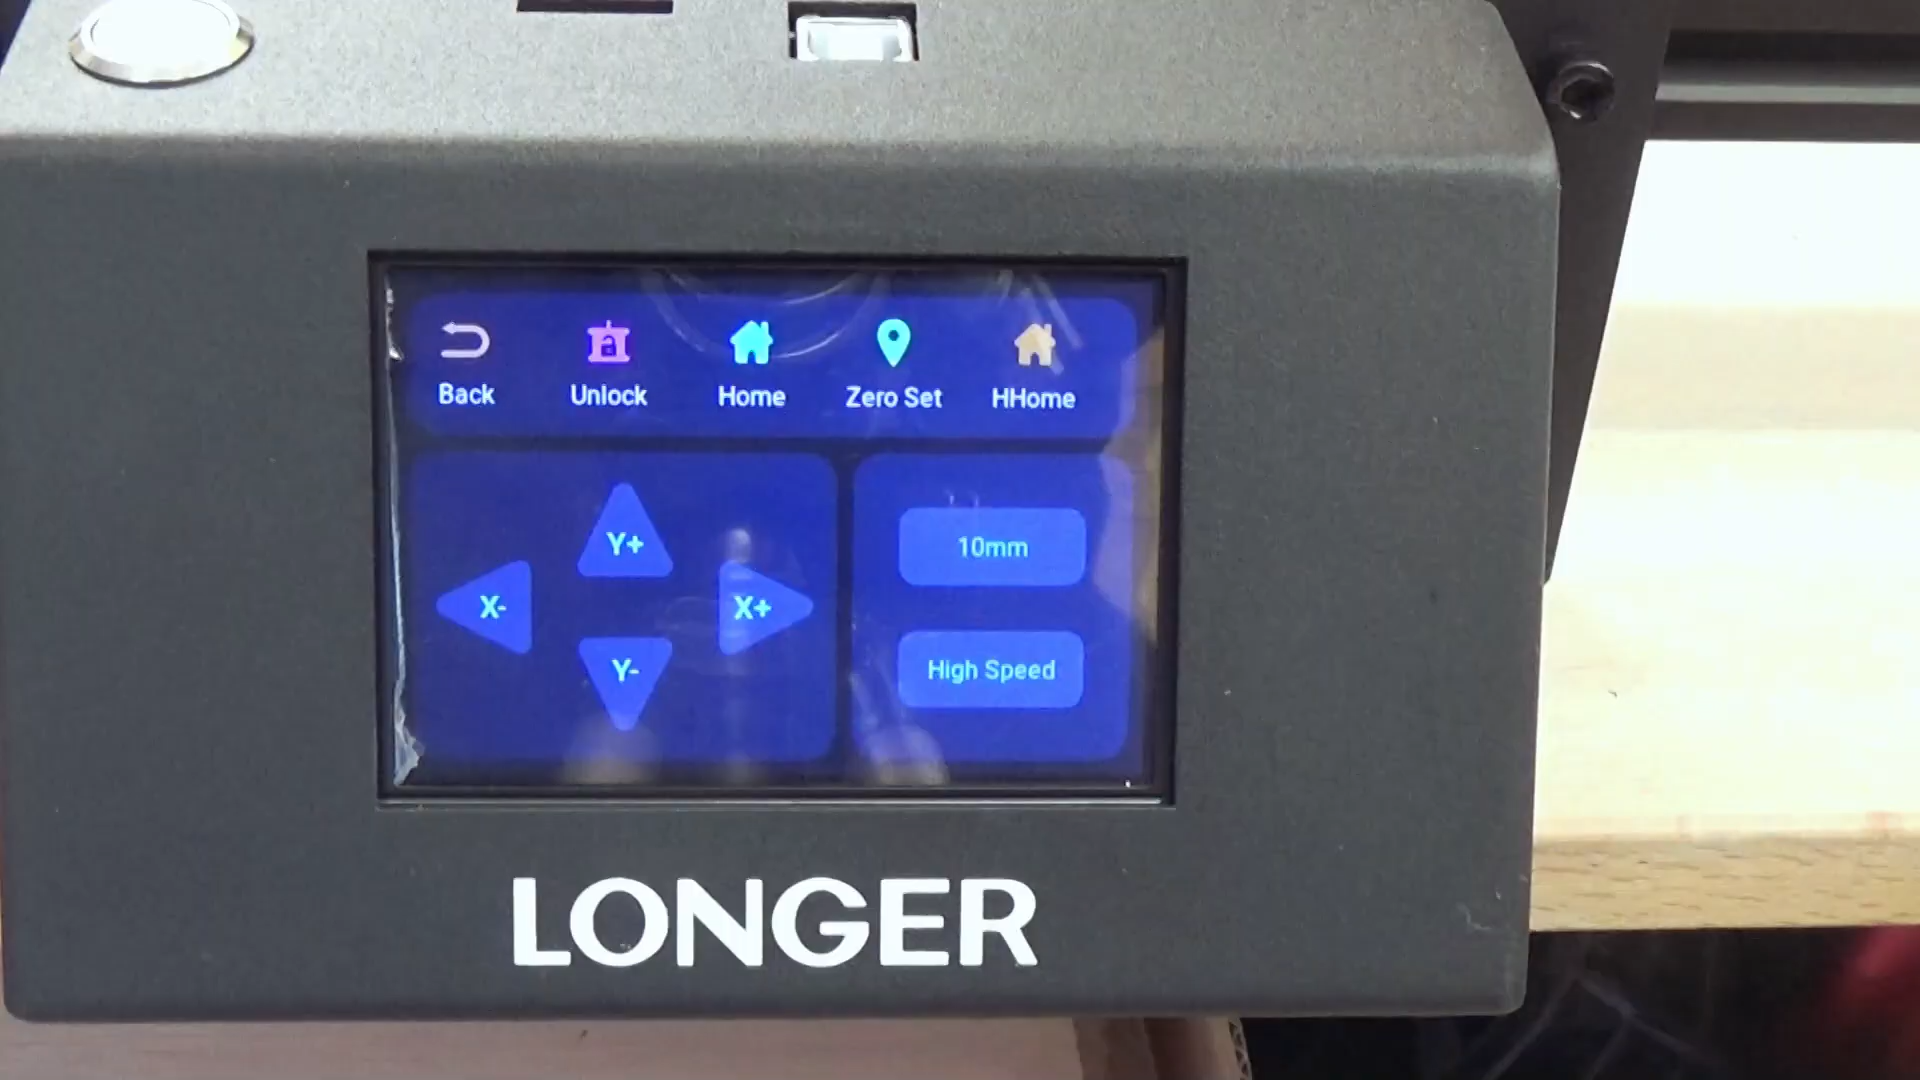 Back
Unlock
Home
Zero Set
HHome
Y+
X-
X+
Y-
10mm
High Speed
LONGER